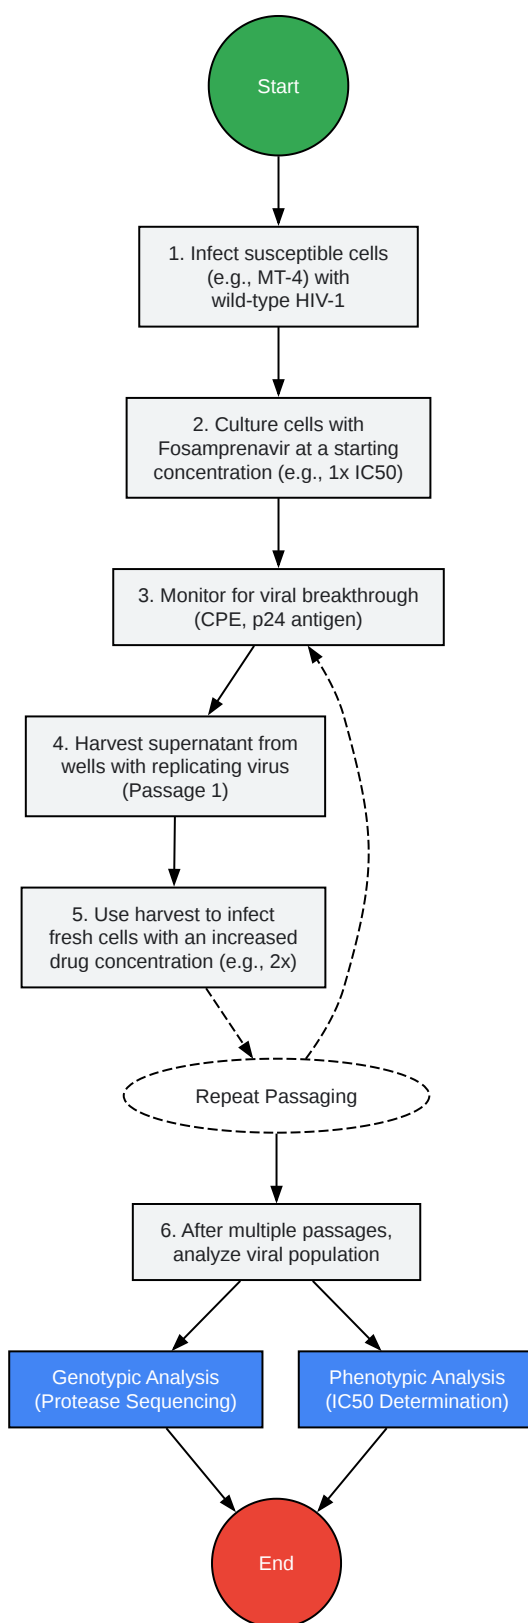 Start
1. Infect susceptible cells
(e.g., MT-4) with
wild-type HIV-1
2. Culture cells with
Fosamprenavir at a starting
concentration (e.g., 1x IC50)
3. Monitor for viral breakthrough
(CPE, p24 antigen)
4. Harvest supernatant from
wells with replicating virus
(Passage 1)
5. Use harvest to infect
fresh cells with an increased
drug concentration (e.g., 2x)
Repeat Passaging
6. After multiple passages,
analyze viral population
Genotypic Analysis
(Protease Sequencing)
Phenotypic Analysis
(IC50 Determination)
End